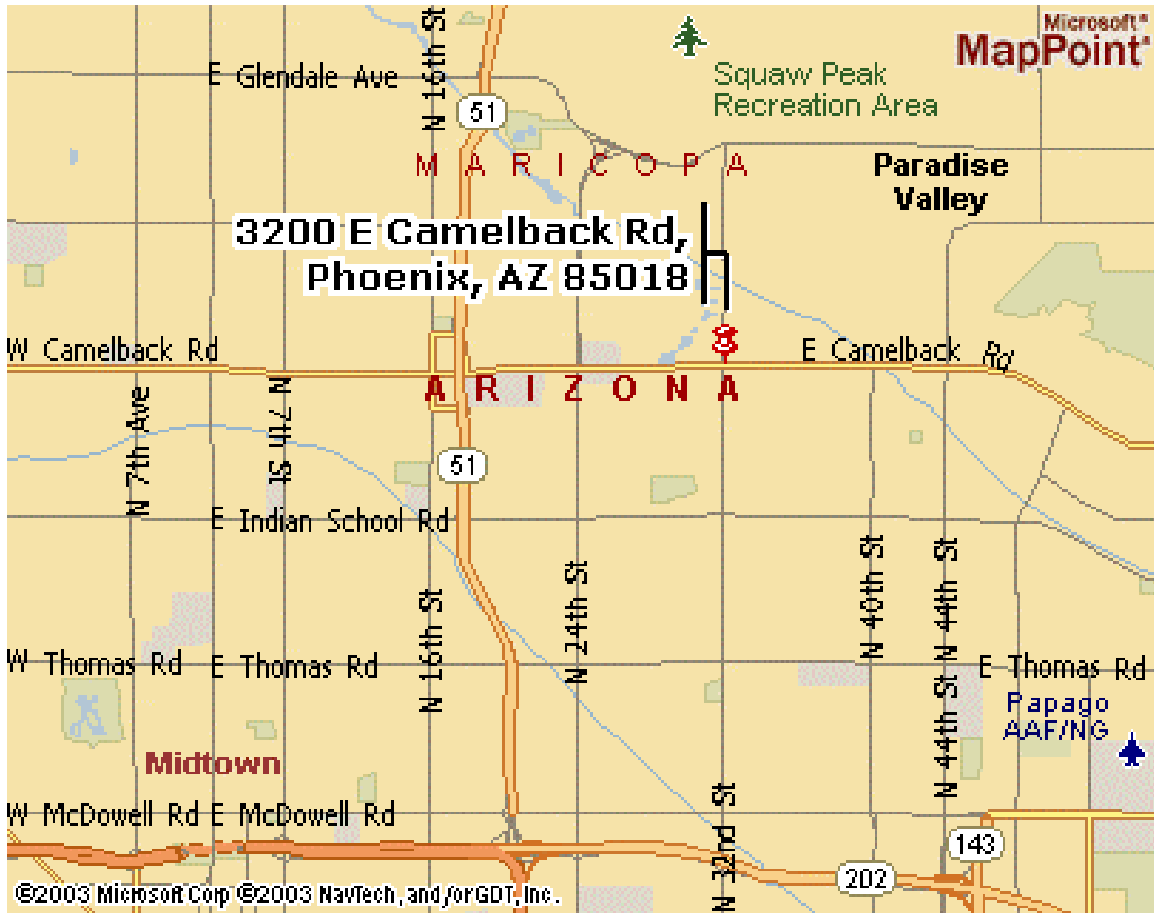 Microsoft®
MapPoint®
N 16th St
E Glendale Ave
51
Squaw Peak
Recreation Area
MARICOPA
Paradise
Valley
3200 E Camelback Rd,
Phoenix, AZ 85018
W Camelback Rd
E Camelback Rd
ARIZONA
N 7th Ave
N 7th St
51
E Indian School Rd
N 16th St
N 24th St
N 40th St
N 44th St
W Thomas Rd
E Thomas Rd
E Thomas Rd
Papago
AAF/NG
N 44th St
Midtown
N 32nd St
W McDowell Rd
E McDowell Rd
143
202
©2003 Microsoft Corp ©2003 NavTech, and/or GDT, Inc.